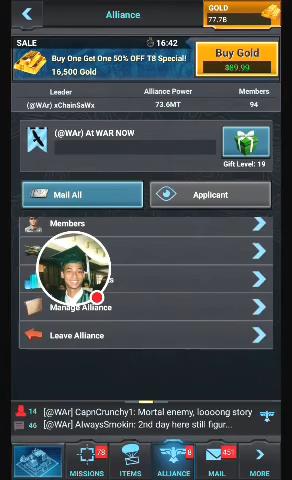 Alliance
GOLD
77.7B
SALE
16:42
Buy One Get One 50% OFF T8 Special!
16,500 Gold
Buy Gold
$89.99
Leader
Alliance Power
Members
(@WAr) xChainSaWx
73.6MT
94
(@WAr) At WAR NOW
Gift Level: 19
Mail All
Applicant
Members
Manage Alliance
Leave Alliance
14 [@WAr] CapnCrunchy1: Mortal enemy, loooong story
46 [@WAr] AlwaysSmokin: 2nd day here still figur...
78
8
451
MISSIONS
ITEMS
ALLIANCE
MAIL
MORE